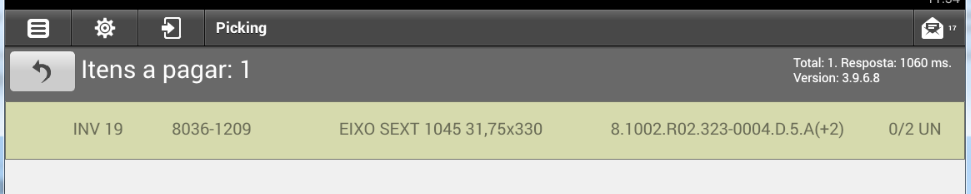 Picking
17
Itens a pagar: 1
Total: 1. Resposta: 1060 ms.
Version: 3.9.6.8
INV 19 8036-1209 EIXO SEXT 1045 31,75x330 8.1002.R02.323-0004.D.5.A(+2) 0/2 UN